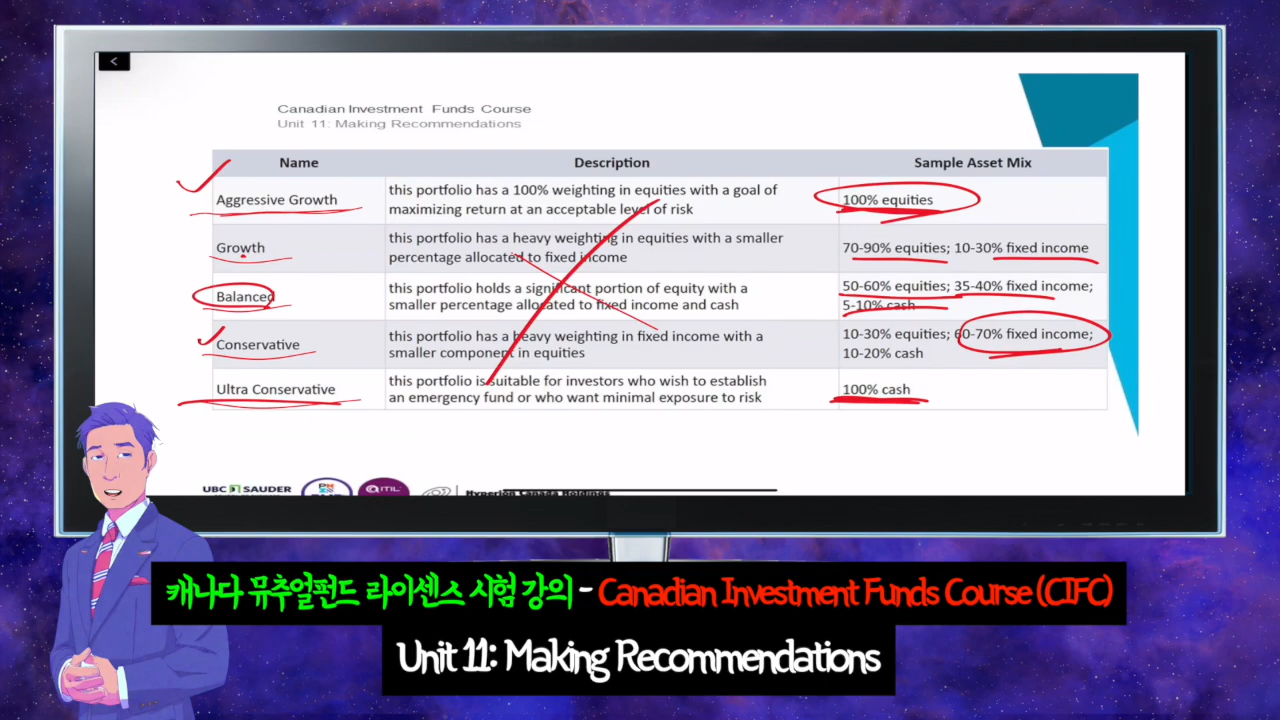 <
Canadian Investment Funds Course
Unit 11: Making Recommendations
Name Description Sample Asset Mix
Aggressive Growth
this portfolio has a 100% weighting in equities with a goal of
maximizing return at an acceptable level of risk
100% equities
Growth
this portfolio has a heavy weighting in equities with a smaller
percentage allocated to fixed income
70-90% equities; 10-30% fixed income
Balanced
this portfolio holds a significant portion of equity with a
smaller percentage allocated to fixed income and cash
50-60% equities; 35-40% fixed income;
5-10% cash
Conservative
this portfolio has a heavy weighting in fixed income with a
smaller component in equities
10-30% equities; 60-70% fixed income;
10-20% cash
Ultra Conservative
this portfolio is suitable for investors who wish to establish
an emergency fund or who want minimal exposure to risk
100% cash
UBC SAUDER ITIL Hyperion Canada Holdings
캐나다 뮤추얼펀드 라이센스 시험 강의 - Canadian Investment Funds Course (CIFC)
Unit 11: Making Recommendations